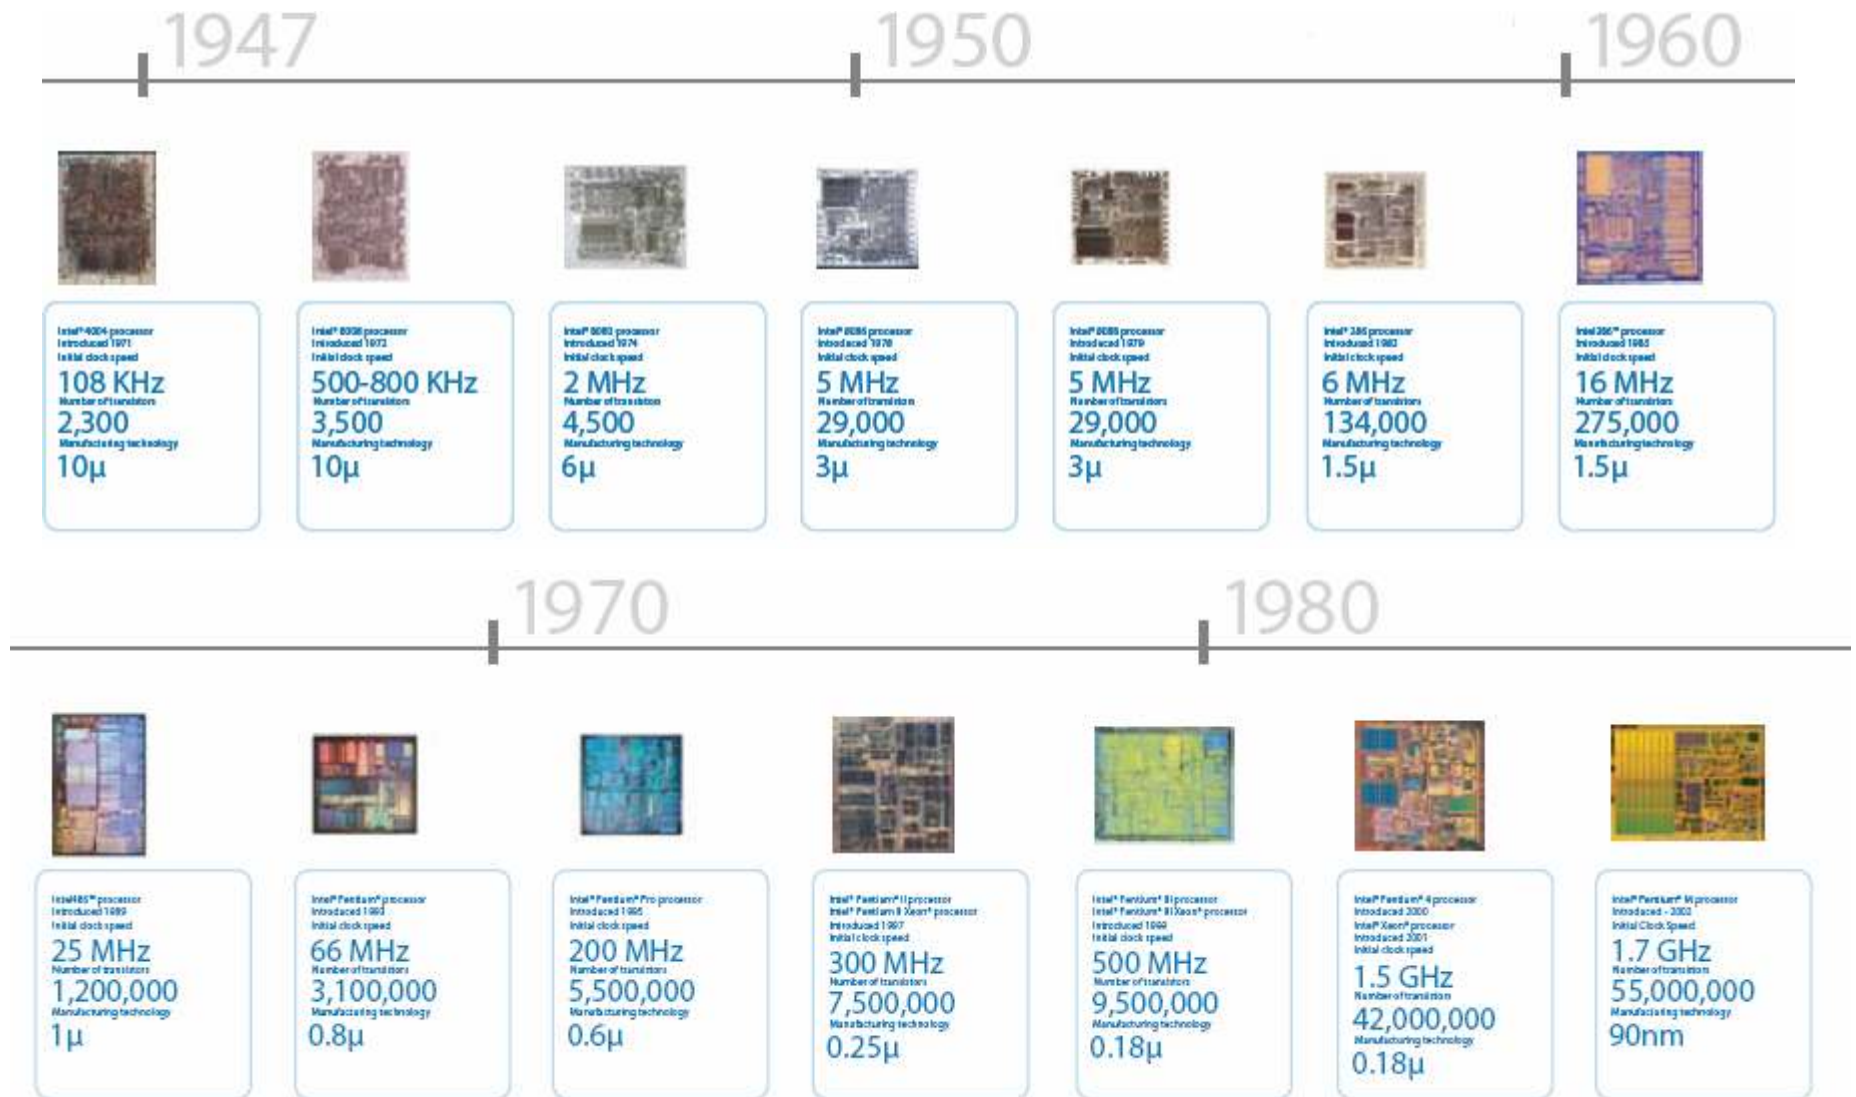 1947
1950
1960
Intel® 4004 processor
Introduced 1971
Initial clock speed
108 KHz
Number of transistors
2,300
Manufacturing technology
10µ
Intel® 8008 processor
Introduced 1972
Initial clock speed
500-800 KHz
Number of transistors
3,500
Manufacturing technology
10µ
Intel® 8080 processor
Introduced 1974
Initial clock speed
2 MHz
Number of transistors
4,500
Manufacturing technology
6µ
Intel® 8086 processor
Introduced 1978
Initial clock speed
5 MHz
Number of transistors
29,000
Manufacturing technology
3µ
Intel® 8088 processor
Introduced 1979
Initial clock speed
5 MHz
Number of transistors
29,000
Manufacturing technology
3µ
Intel® 286 processor
Introduced 1982
Initial clock speed
6 MHz
Number of transistors
134,000
Manufacturing technology
1.5µ
Intel386™ processor
Introduced 1985
Initial clock speed
16 MHz
Number of transistors
275,000
Manufacturing technology
1.5µ
1970
1980
Intel486™ processor
Introduced 1989
Initial clock speed
25 MHz
Number of transistors
1,200,000
Manufacturing technology
1µ
Intel® Pentium® processor
Introduced 1993
Initial clock speed
66 MHz
Number of transistors
3,100,000
Manufacturing technology
0.8µ
Intel® Pentium® Pro processor
Introduced 1995
Initial clock speed
200 MHz
Number of transistors
5,500,000
Manufacturing technology
0.6µ
Intel® Pentium® II processor
Intel® Pentium II Xeon® processor
Introduced 1997
Initial clock speed
300 MHz
Number of transistors
7,500,000
Manufacturing technology
0.25µ
Intel® Pentium® III processor
Intel® Pentium® III Xeon® processor
Introduced 1999
Initial clock speed
500 MHz
Number of transistors
9,500,000
Manufacturing technology
0.18µ
Intel® Pentium® 4 processor
Introduced 2000
Intel® Xeon® processor
Introduced 2001
Initial clock speed
1.5 GHz
Number of transistors
42,000,000
Manufacturing technology
0.18µ
Intel® Pentium® M processor
Introduced - 2002
Initial Clock Speed
1.7 GHz
Number of transistors
55,000,000
Manufacturing technology
90nm